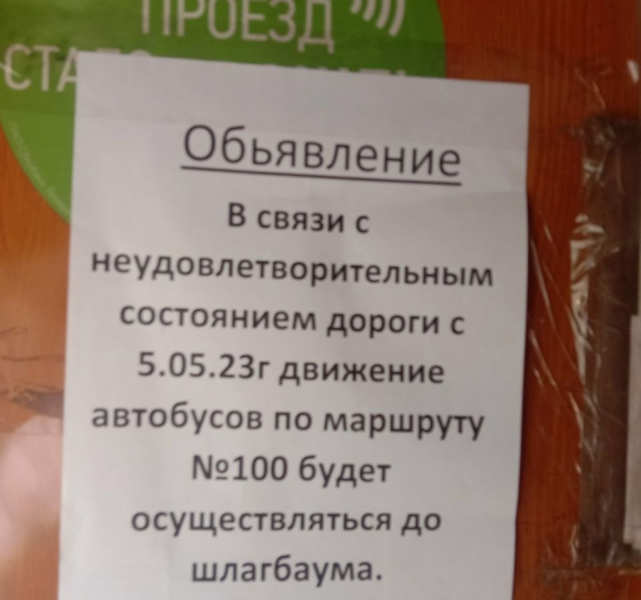 ПРОЕЗД
Обьявление
В связи с
неудовлетворительным
состоянием дороги с
5.05.23г движение
автобусов по маршруту
№100 будет
осуществляться до
шлагбаума.